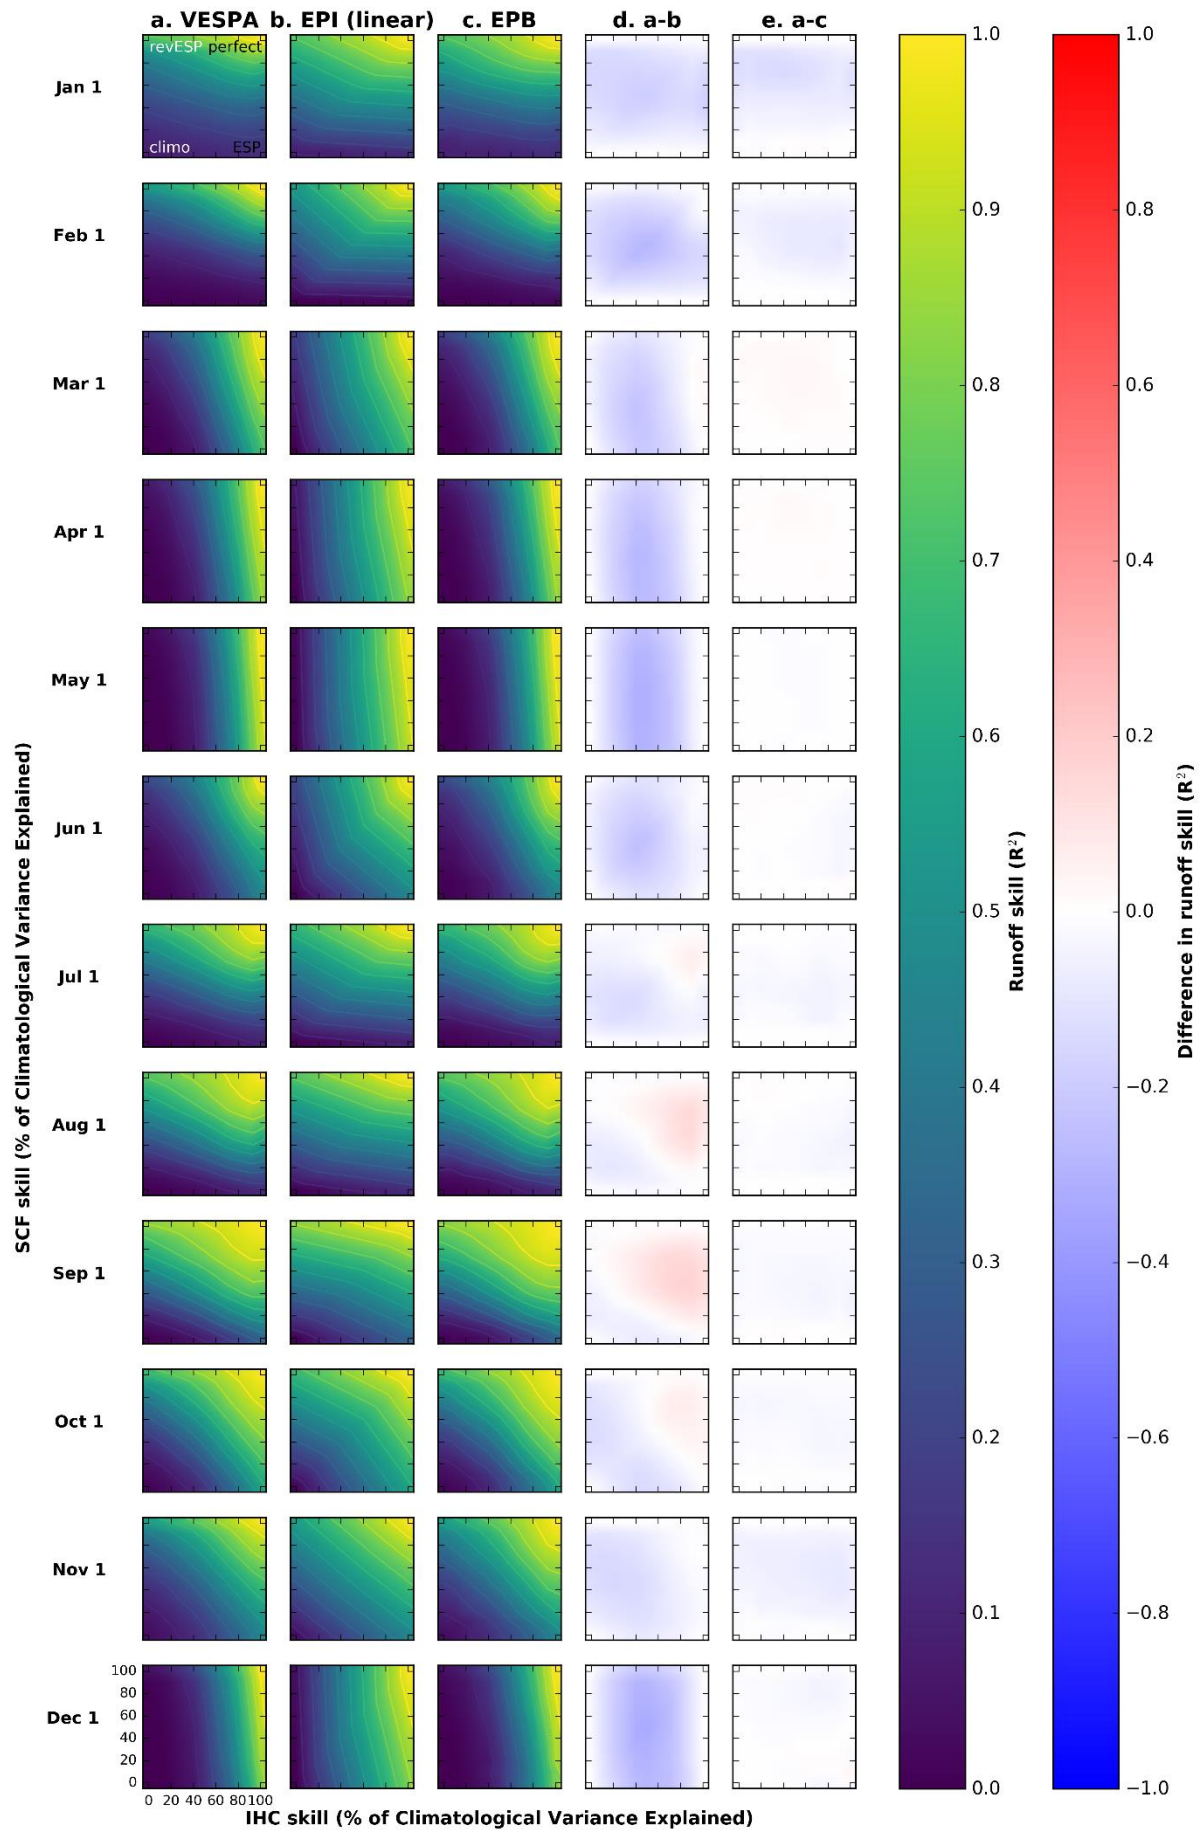 a. VESPA b. EPI (linear) c. EPB d. a-b e. a-c
revESP perfect
climo ESP
Jan 1
Feb 1
Mar 1
Apr 1
May 1
Jun 1
Jul 1
Aug 1
Sep 1
Oct 1
Nov 1
Dec 1
100
80
60
40
20
0
0 20 40 60 80 100
SCF skill (% of Climatological Variance Explained)
IHC skill (% of Climatological Variance Explained)
1.0
0.9
0.8
0.7
0.6
0.5
0.4
0.3
0.2
0.1
0.0
Runoff skill (R²)
1.0
0.8
0.6
0.4
0.2
0.0
−0.2
−0.4
−0.6
−0.8
−1.0
Difference in runoff skill (R²)